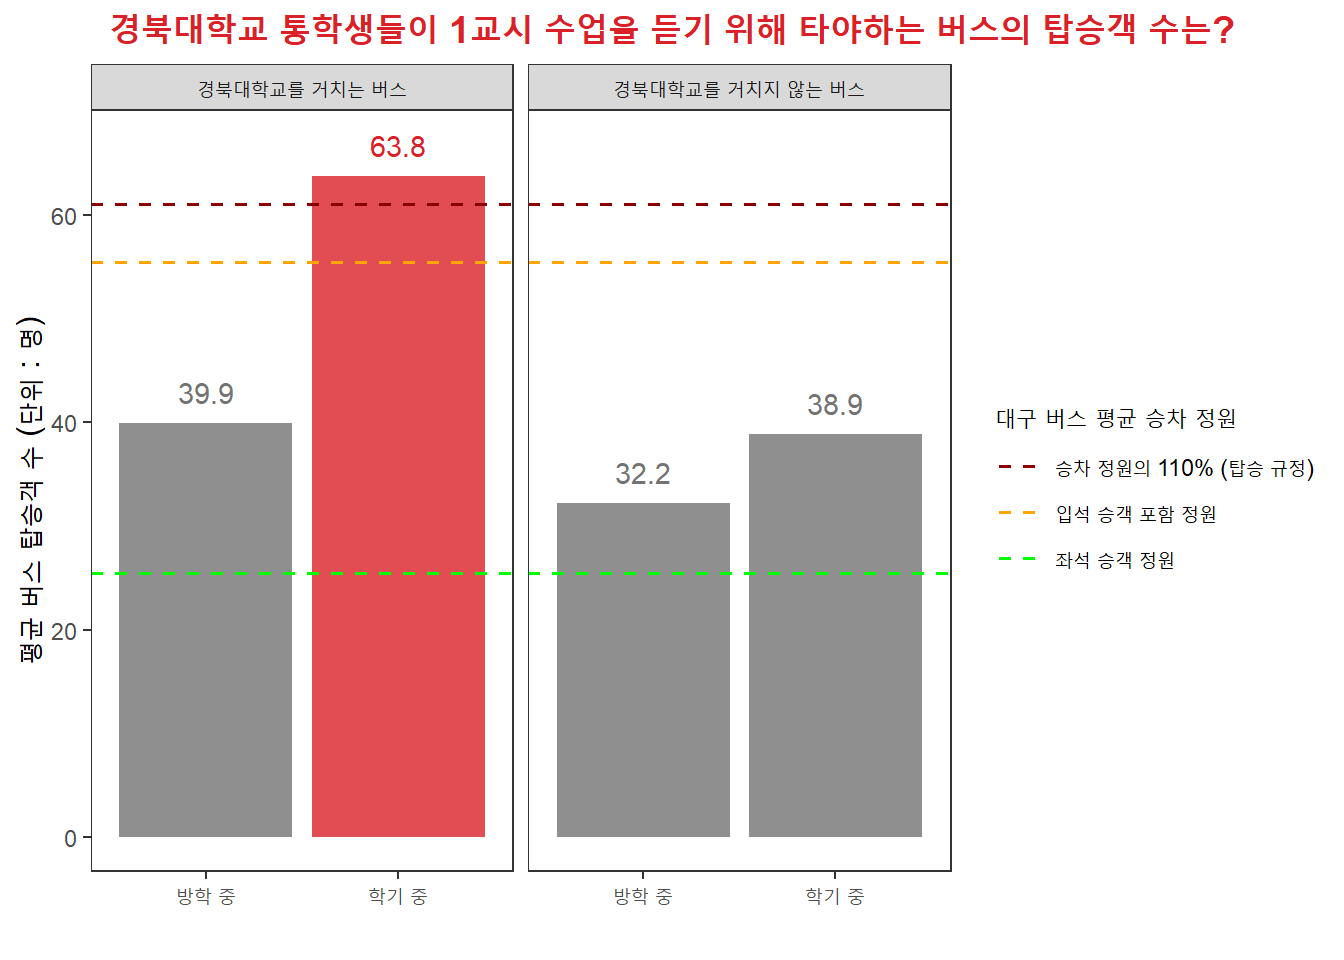 경북대학교 통학생들이 1교시 수업을 듣기 위해 타야하는 버스의 탑승객 수는?
경북대학교를 거치는 버스
경북대학교를 거치지 않는 버스
평균 버스 탑승객 수 (단위 : 명)
60
40
20
0
39.9
63.8
32.2
38.9
방학 중
학기 중
방학 중
학기 중
대구 버스 평균 승차 정원
승차 정원의 110% (탑승 규정)
입석 승객 포함 정원
좌석 승객 정원